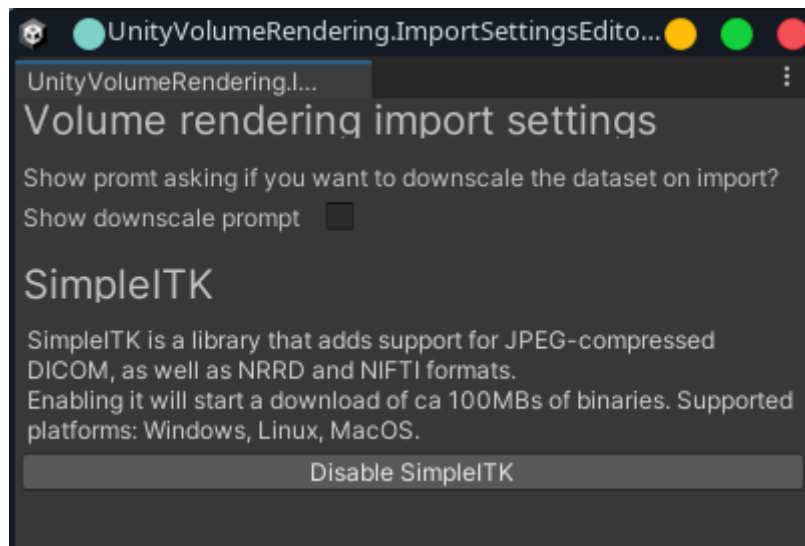 UnityVolumeRendering.ImportSettingsEdito...
UnityVolumeRendering.I...
Volume rendering import settings
Show promt asking if you want to downscale the dataset on import?
Show downscale prompt
SimpleITK
SimpleITK is a library that adds support for JPEG-compressed
DICOM, as well as NRRD and NIFTI formats.
Enabling it will start a download of ca 100MBs of binaries. Supported
platforms: Windows, Linux, MacOS.
Disable SimpleITK